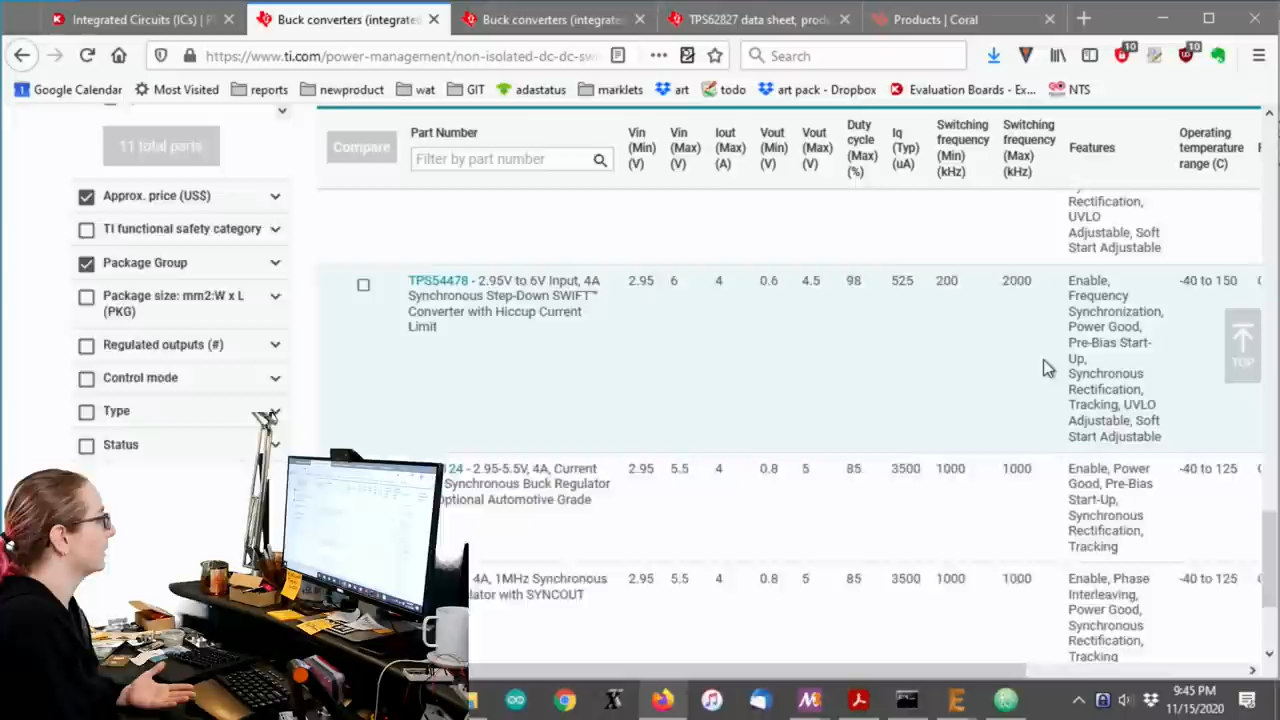 Integrated Circuits (ICs) | P
Buck converters (integrated
Buck converters (integrate
TPS62827 data sheet, produ
Products | Coral
https://www.ti.com/power-management/non-isolated-dc-dc-sw
Search
10
10
Google Calendar
Most Visited
reports
newproduct
wat
GIT
adastatus
marklets
art
todo
art pack - Dropbox
Evaluation Boards - Ex...
NTS
11 total parts
Approx. price (US$)
TI functional safety category
Package Group
Package size: mm2:W x L
(PKG)
Regulated outputs (#)
Control mode
Type
Status
Compare
Part Number
Filter by part number
Vin
(Min)
(V)
Vin
(Max)
(V)
Iout
(Max)
(A)
Vout
(Min)
(V)
Vout
(Max)
(V)
Duty
cycle
(Max)
(%)
Iq
(Typ)
(uA)
Switching
frequency
(Min)
(kHz)
Switching
frequency
(Max)
(kHz)
Features
Operating
temperature
range (C)
Rectification,
UVLO
Adjustable, Soft
Start Adjustable
TPS54478 - 2.95V to 6V Input, 4A
Synchronous Step-Down SWIFT™
Converter with Hiccup Current
Limit
2.95 6 4 0.6 4.5 98 525 200 2000
Enable,
Frequency
Synchronization,
Power Good,
Pre-Bias Start-
Up,
Synchronous
Rectification,
Tracking, UVLO
Adjustable, Soft
Start Adjustable
-40 to 150
TOP
124 - 2.95-5.5V, 4A, Current
Synchronous Buck Regulator
Optional Automotive Grade
2.95 5.5 4 0.8 5 85 3500 1000 1000
Enable, Power
Good, Pre-Bias
Start-Up,
Synchronous
Rectification,
Tracking
-40 to 125
4A, 1MHz Synchronous
lator with SYNCOUT
2.95 5.5 4 0.8 5 85 3500 1000 1000
Enable, Phase
Interleaving,
Power Good,
Synchronous
Rectification,
Tracking
-40 to 125
9:45 PM
11/15/2020